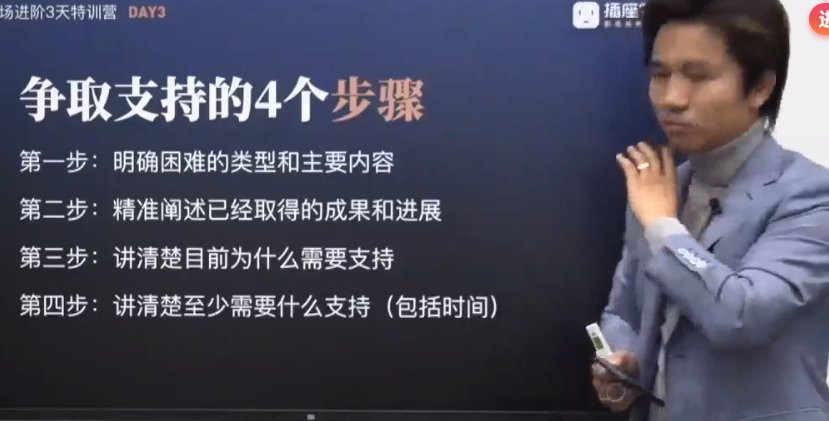 场进阶3天特训营 DAY3
插座
争取支持的4个步骤
第一步：明确困难的类型和主要内容
第二步：精准阐述已经取得的成果和进展
第三步：讲清楚目前为什么需要支持
第四步：讲清楚至少需要什么支持（包括时间）